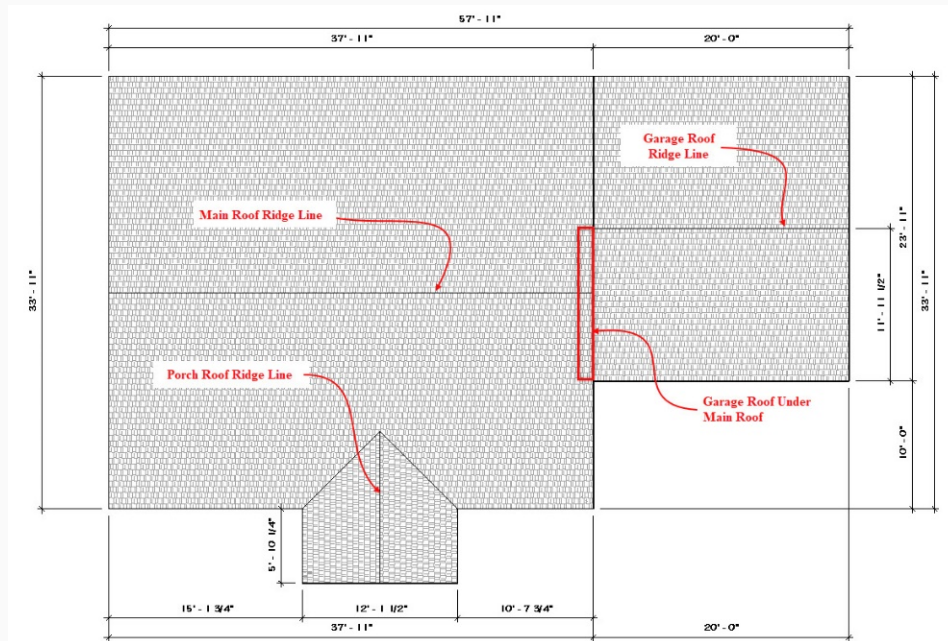 57' - 11"
37' - 11"
20' - 0"
Garage Roof
Ridge Line
Main Roof Ridge Line
33' - 11"
23' - 11"
11' - 11 1/2"
33' - 11"
Porch Roof Ridge Line
Garage Roof Under
Main Roof
10' - 0"
5' - 10 1/4"
15' - 1 3/4"
12' - 1 1/2"
10' - 7 3/4"
37' - 11"
20' - 0"